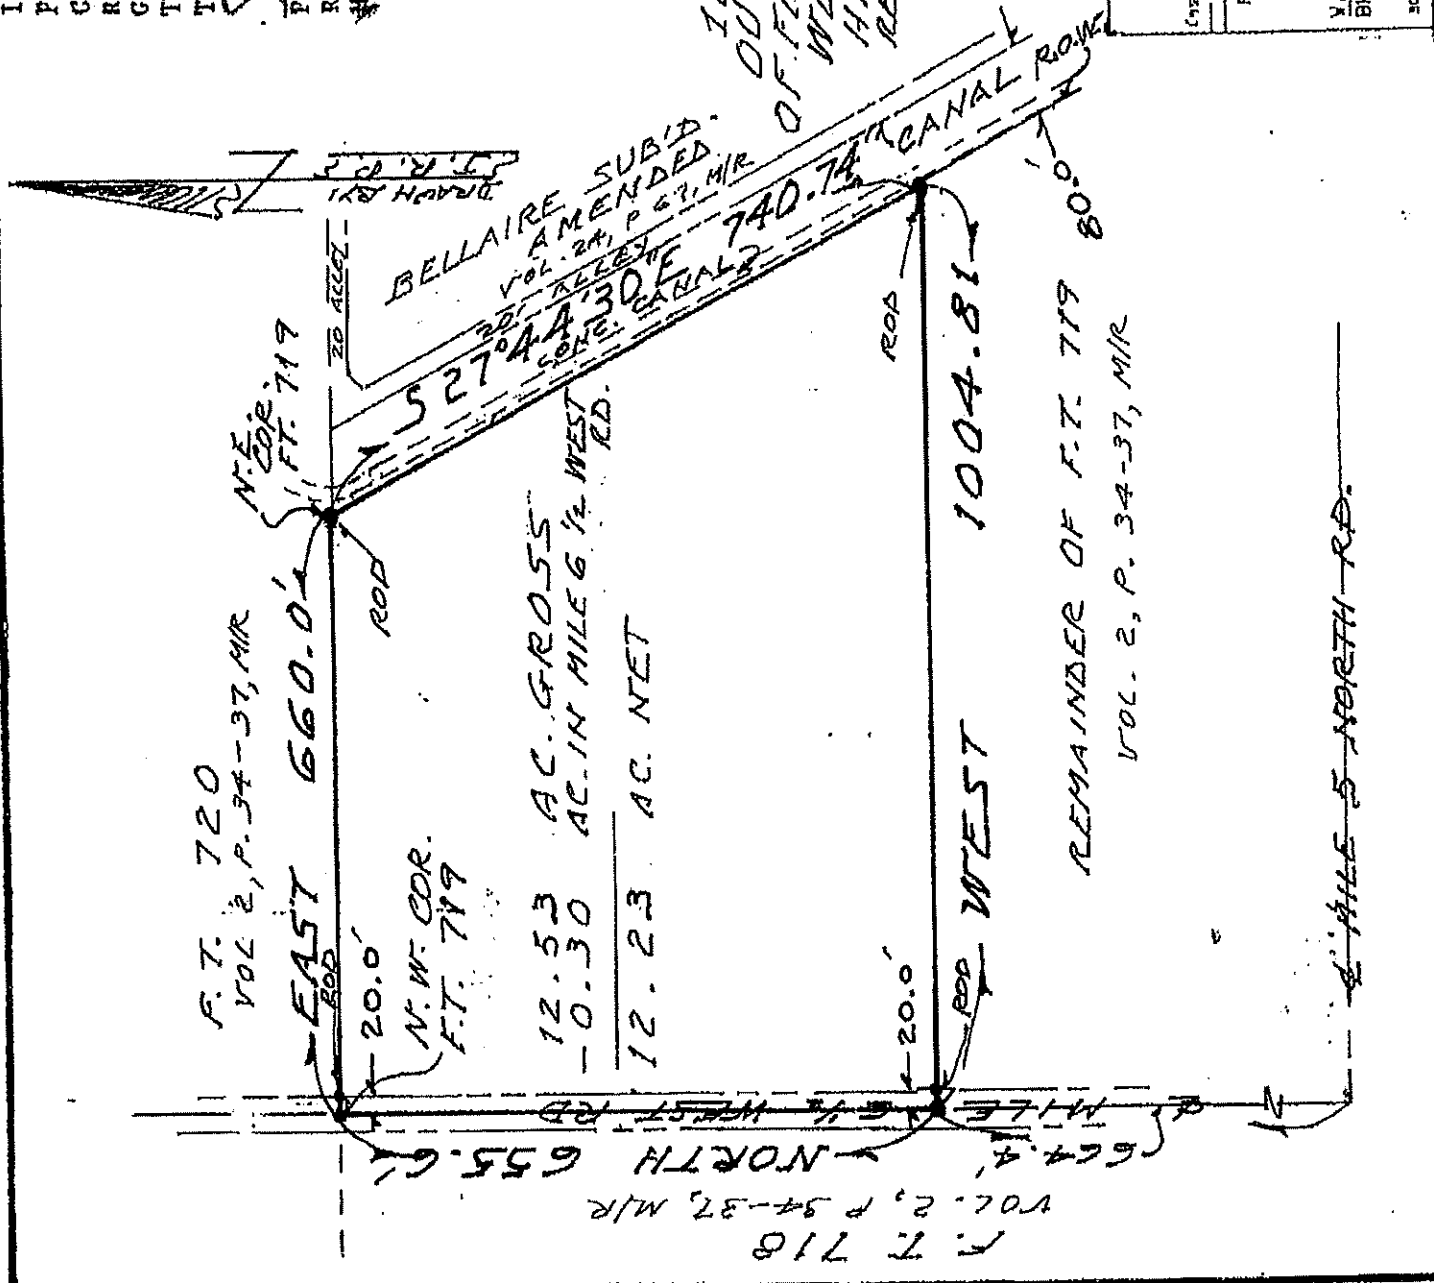 F. T. 720
VOL 2, P. 34-37, M/R
EAST 660.0'
ROD
20.0'
N.W. COR.
F.T. 719
N.E. COR.
F.T. 719
ROD
20' ALLEY
DRAWN BY:
BELLAIRE SUB'D.
AMENDED
VOL. 24, P 67, M/R
20' ALLEY
S 27°44'30"E 740.74'
CONC. CANAL
CANAL R.O.W.
80.0'
12.53 AC. GROSS
-0.30 AC. IN MILE 6 1/2 WEST RD.
12.23 AC. NET
ROD
20.0'
ROD
WEST 1004.81
REMAINDER OF F.T. 719
VOL. 2, P. 34-37, M/R
MILE 5 NORTH RD.
MILE 6 1/2 WEST RD
NORTH 655.6'
664.4'
VOL. 2, P 34-37, M/R
F. T. 718